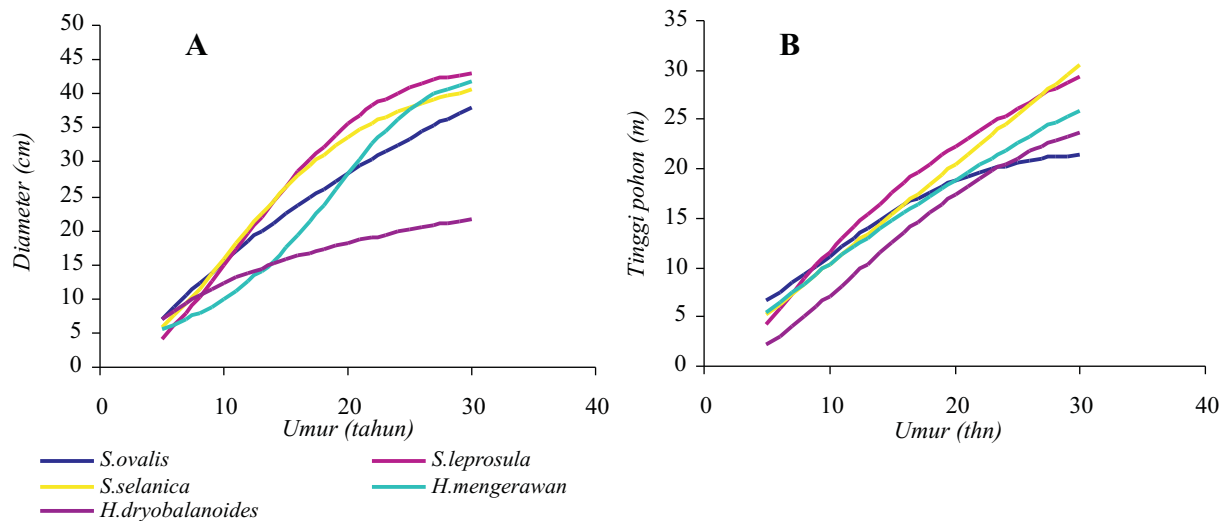 A
Diameter (cm)
50
45
40
35
30
25
20
15
10
5
0
0 10 20 30 40
Umur (tahun)
B
Tinggi pohon (m)
35
30
25
20
15
10
5
0
0 10 20 30 40
Umur (thn)
S.ovalis S.leprosula
S.selanica H.mengerawan
H.dryobalanoides